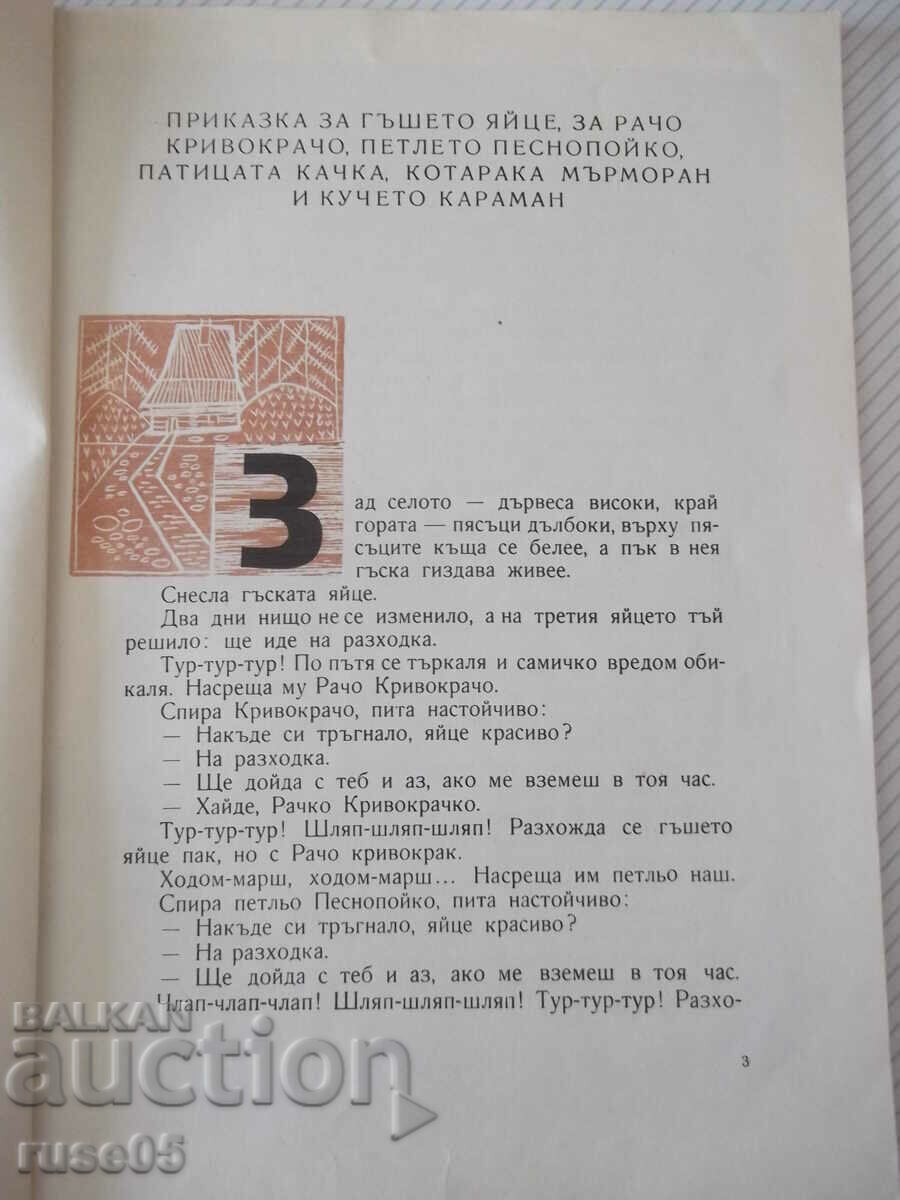 ПРИКАЗКА ЗА ГЪШЕТО ЯЙЦЕ, ЗА РАЧО
КРИВОКРАЧО, ПЕТЛЕТО ПЕСНОПОЙКО,
ПАТИЦАТА КАЧКА, КОТАРАКА МЪРМОРАН
И КУЧЕТО КАРАМАН
Зад селото — дървеса високи, край
гората — пясъци дълбоки, върху пя-
съците къща се белее, а пък в нея
гъска гиздава живее.
Снесла гъската яйце.
Два дни нищо не се изменило, а на третия яйцето тъй
решило: ще иде на разходка.
Тур-тур-тур! По пътя се търкаля и самичко вредом оби-
каля. Насреща му Рачо Кривокрачо.
Спира Кривокрачо, пита настойчиво:
— Накъде си тръгнало, яйце красиво?
— На разходка.
— Ще дойда с теб и аз, ако ме вземеш в тоя час.
— Хайде, Рачко Кривокрачко.
Тур-тур-тур! Шляп-шляп-шляп! Разхожда се гъшето
яйце пак, но с Рачо кривокрак.
Ходом-марш, ходом-марш... Насреща им петльо наш.
Спира петльо Песнопойко, пита настойчиво:
— Накъде си тръгнало, яйце красиво?
— На разходка.
— Ще дойда с теб и аз, ако ме вземеш в тоя час.
Члап-члап-члап! Шляп-шляп-шляп! Тур-тур-тур! Разхо-
3
BALKAN
auction
ruse05